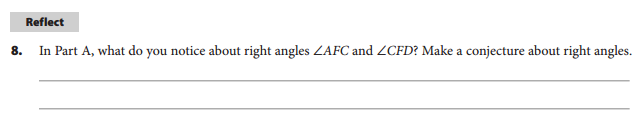 Reflect
8. In Part A, what do you notice about right angles ∠AFC and ∠CFD? Make a conjecture about right angles.